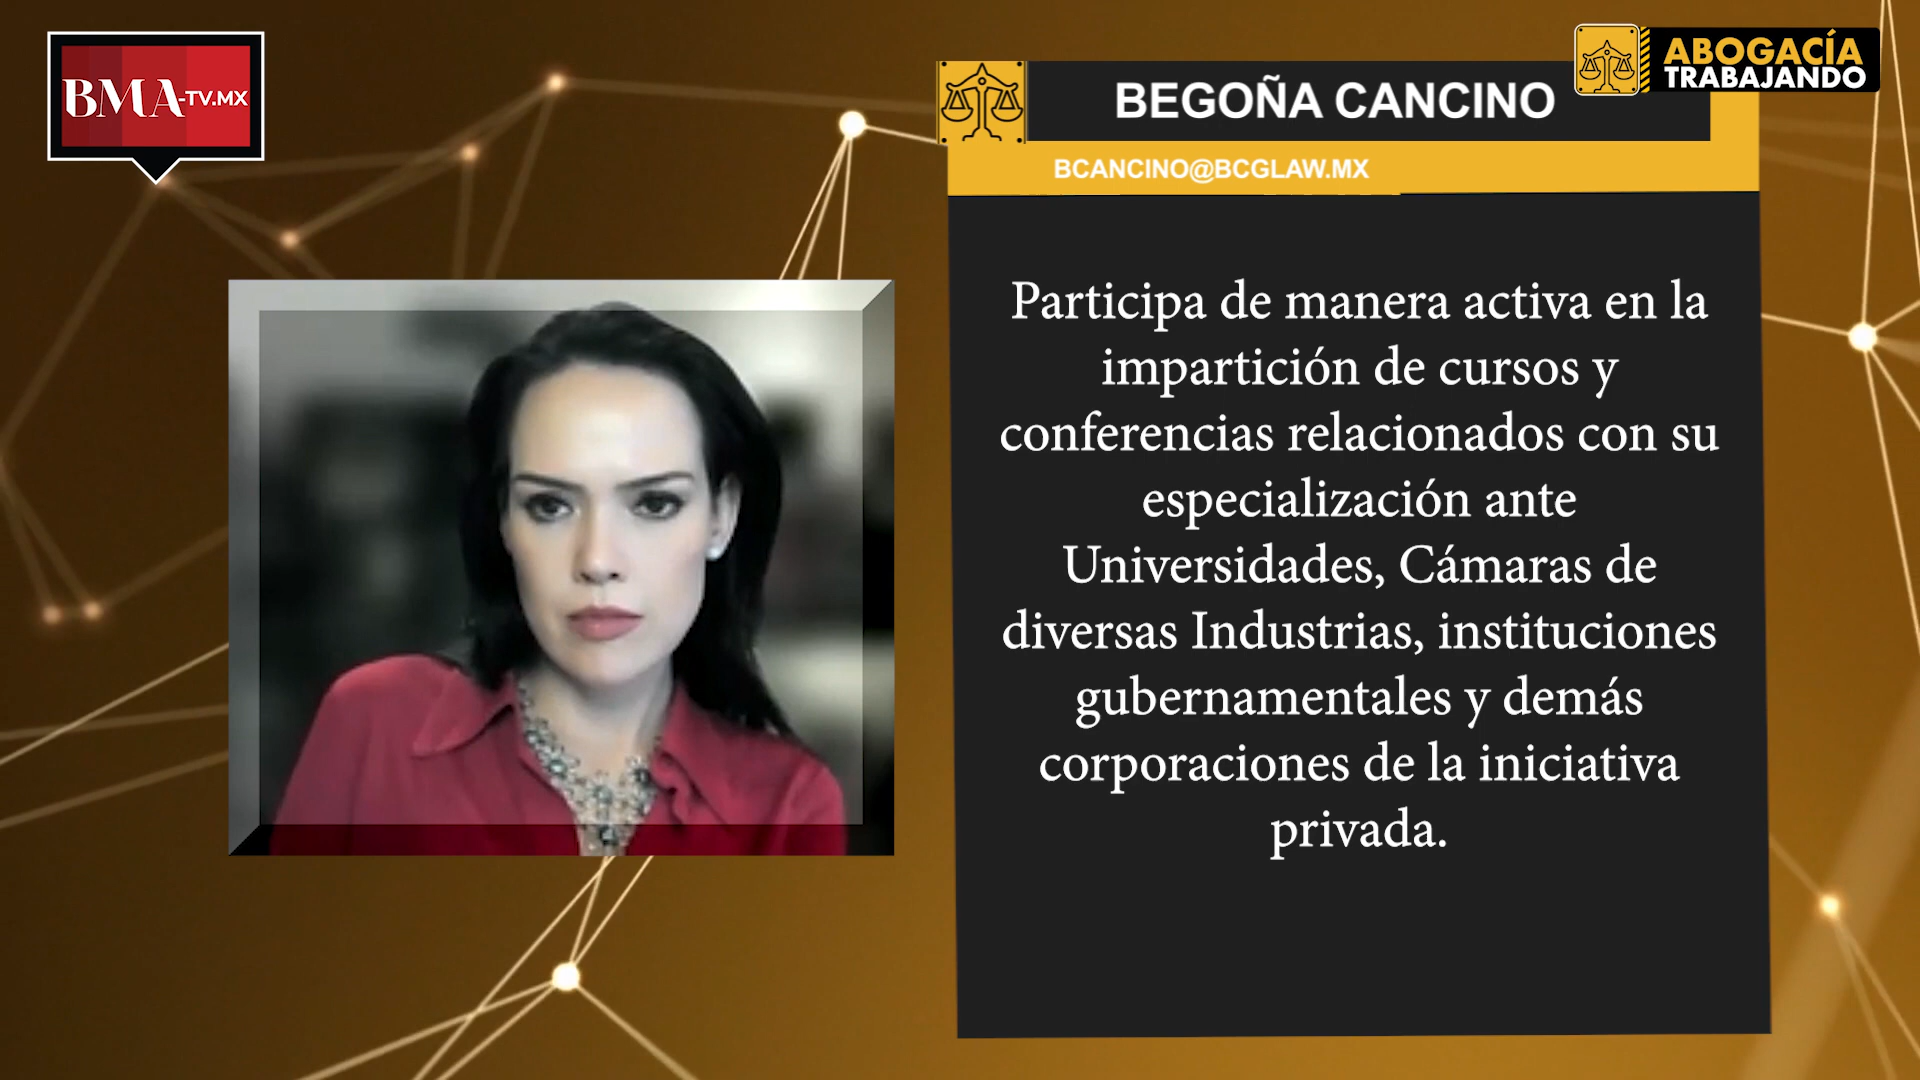 BMA-TV.MX
ABOGACÍA
TRABAJANDO
BEGOÑA CANCINO
BCANCINO@BCGLAW.MX
Participa de manera activa en la
impartición de cursos y
conferencias relacionados con su
especialización ante
Universidades, Cámaras de
diversas Industrias, instituciones
gubernamentales y demás
corporaciones de la iniciativa
privada.